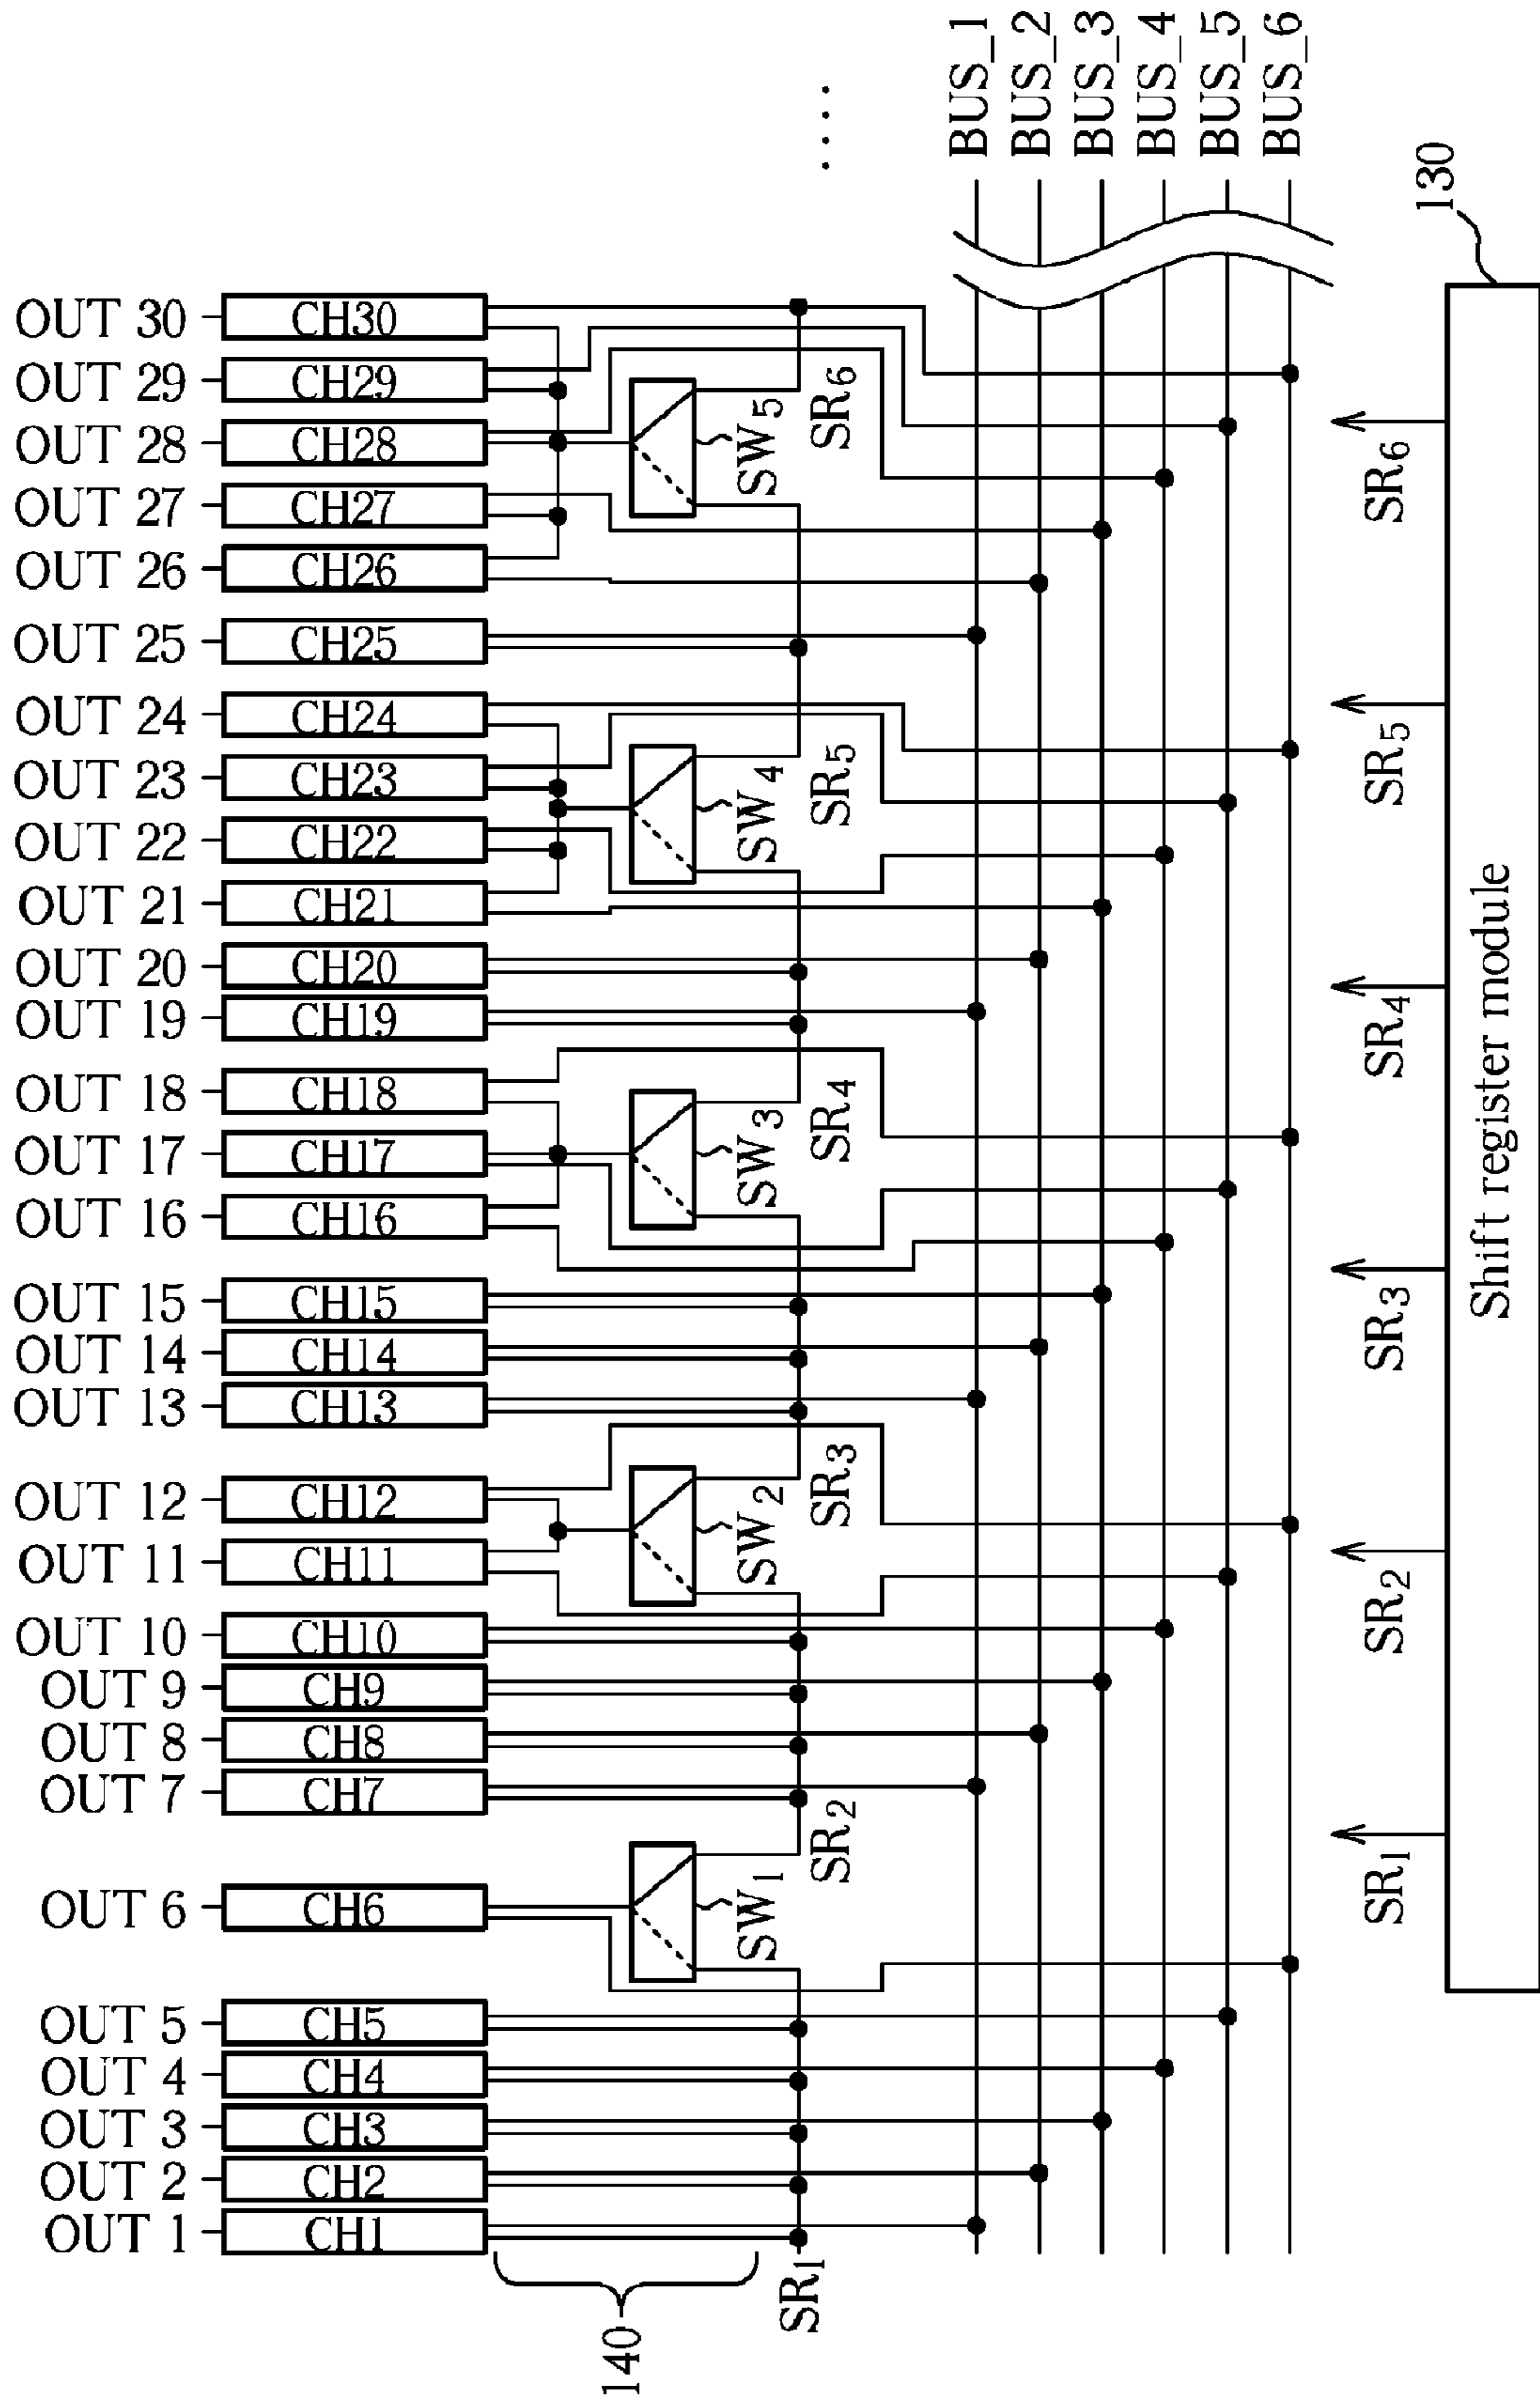 OUT 30
OUT 29
OUT 28
OUT 27
OUT 26
OUT 25
OUT 24
OUT 23
OUT 22
OUT 21
OUT 20
OUT 19
OUT 18
OUT 17
OUT 16
OUT 15
OUT 14
OUT 13
OUT 12
OUT 11
OUT 10
OUT 9
OUT 8
OUT 7
OUT 6
OUT 5
OUT 4
OUT 3
OUT 2
OUT 1
CH30
CH29
CH28
CH27
CH26
CH25
CH24
CH23
CH22
CH21
CH20
CH19
CH18
CH17
CH16
CH15
CH14
CH13
CH12
CH11
CH10
CH9
CH8
CH7
CH6
CH5
CH4
CH3
CH2
CH1
140
SW5
SW4
SW3
SW2
SW1
....
SR6
SR5
SR4
SR3
SR2
SR1
BUS_1
BUS_2
BUS_3
BUS_4
BUS_5
BUS_6
SR6
SR5
SR4
SR3
SR2
SR1
130
Shift register module